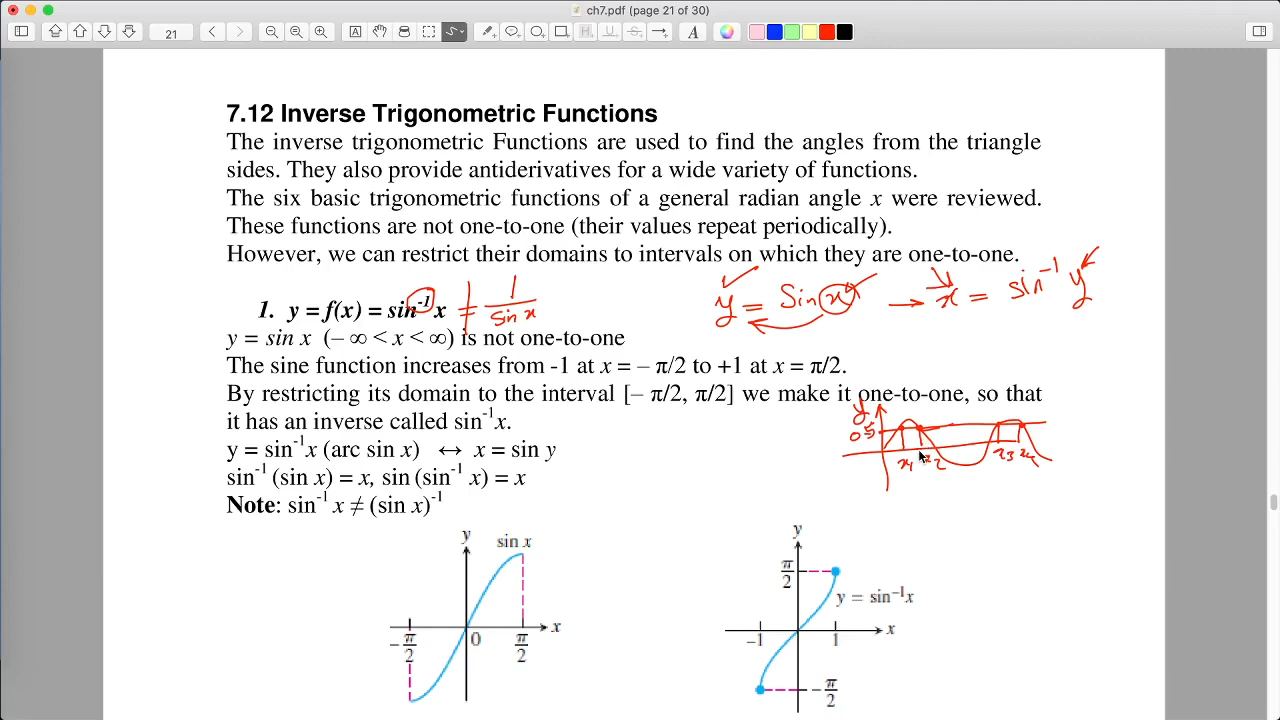 ch7.pdf (page 21 of 30)
21
7.12 Inverse Trigonometric Functions
The inverse trigonometric Functions are used to find the angles from the triangle
sides. They also provide antiderivatives for a wide variety of functions.
The six basic trigonometric functions of a general radian angle x were reviewed.
These functions are not one-to-one (their values repeat periodically).
However, we can restrict their domains to intervals on which they are one-to-one.
1. y = f(x) = sin⁻¹ x ≠ 1/sin x
y = sin x → x = sin⁻¹ y
y = sin x (– ∞ < x < ∞) is not one-to-one
The sine function increases from -1 at x = – π/2 to +1 at x = π/2.
By restricting its domain to the interval [– π/2, π/2] we make it one-to-one, so that
it has an inverse called sin⁻¹x.
y
0.5
x₁ x₂ x₃ x₄
y = sin⁻¹x (arc sin x) ↔ x = sin y
sin⁻¹ (sin x) = x, sin (sin⁻¹ x) = x
Note: sin⁻¹ x ≠ (sin x)⁻¹
y
sin x
-π/2
0
π/2
x
y
π/2
y = sin⁻¹x
-1
1
x
-π/2